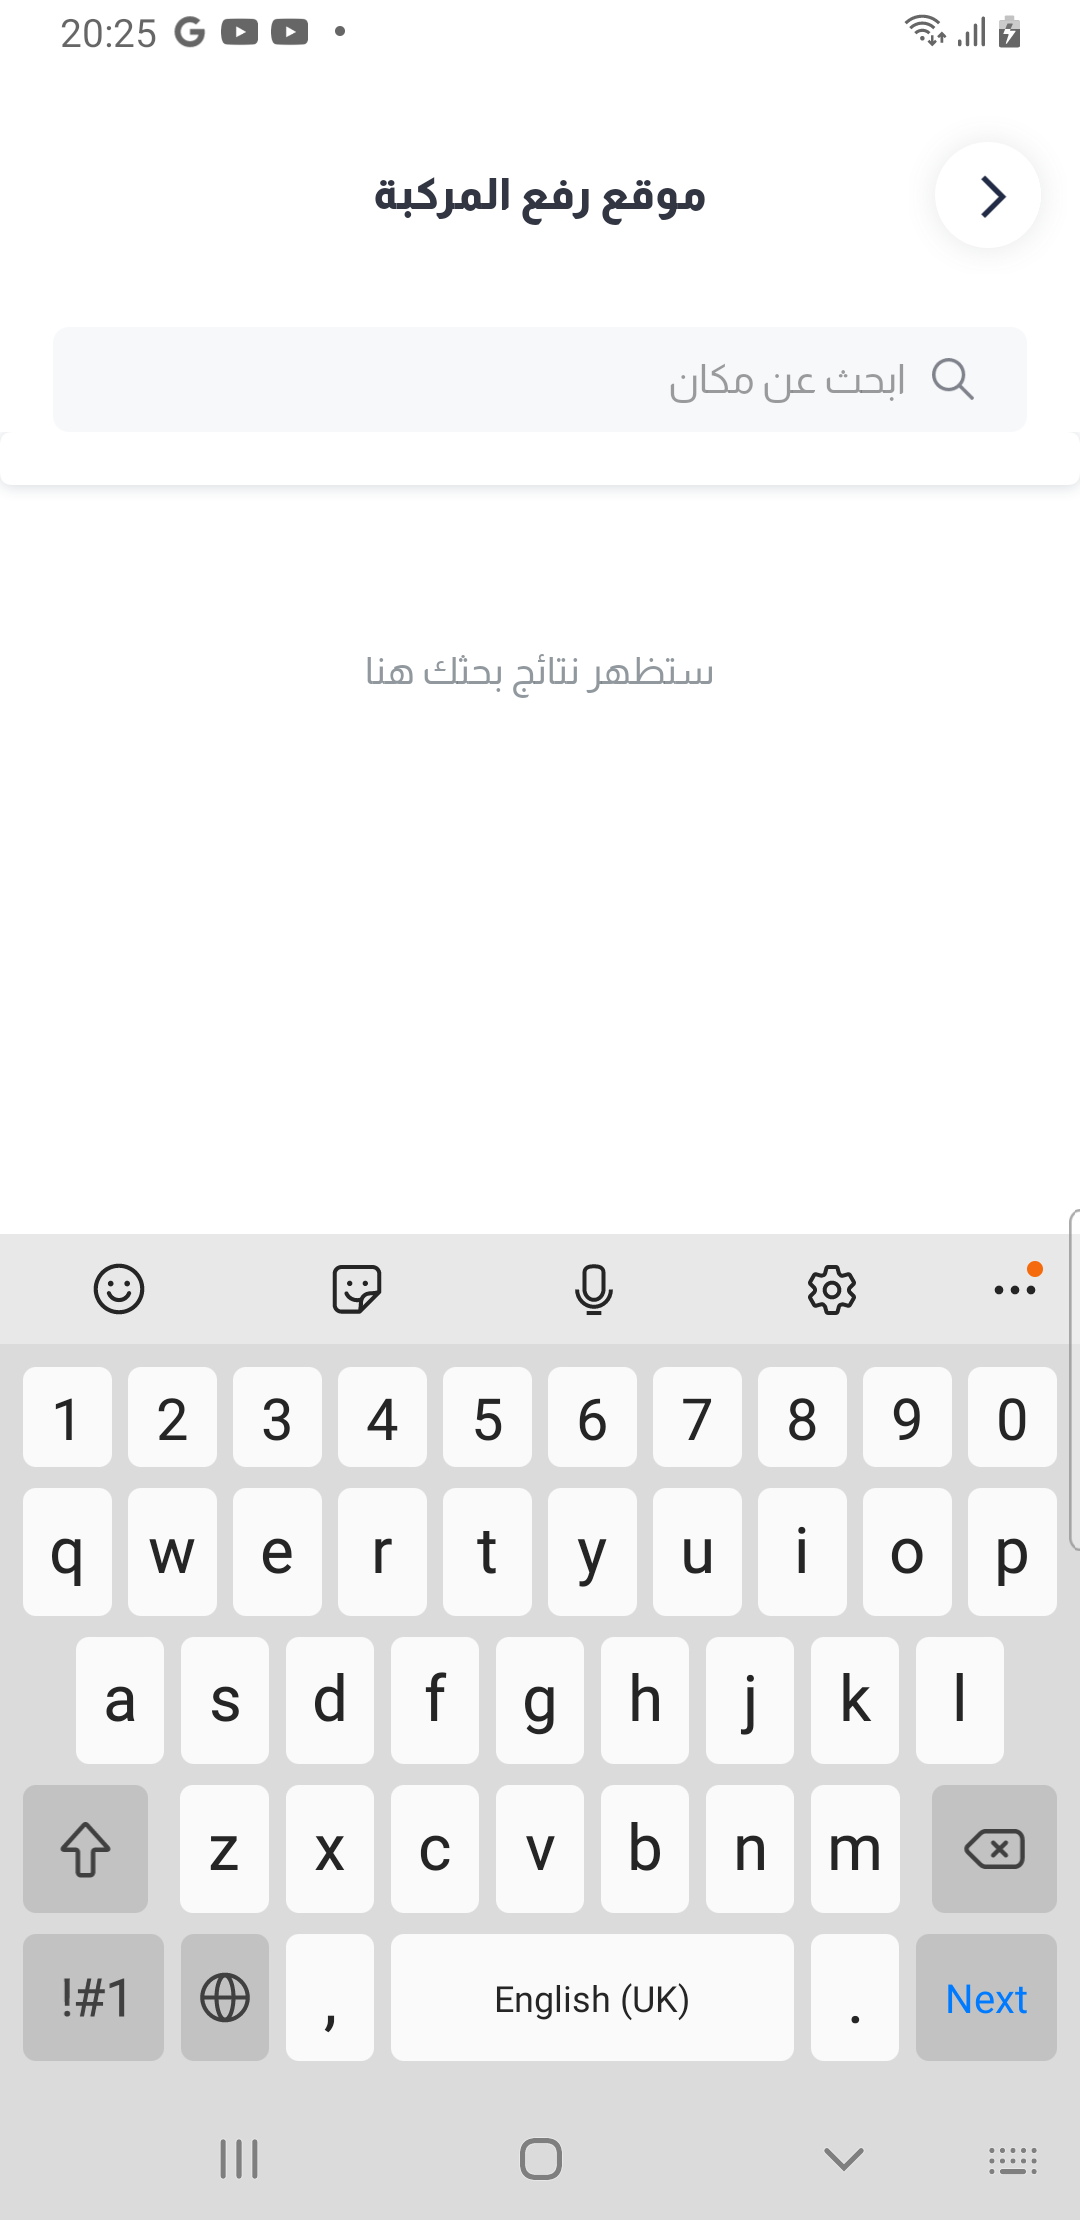 20:25
موقع رفع المركبة
ابحث عن مكان
ستظهر نتائج بحثك هنا
1 2 3 4 5 6 7 8 9 0
q w e r t y u i o p
a s d f g h j k l
z x c v b n m
!#1 , English (UK) . Next